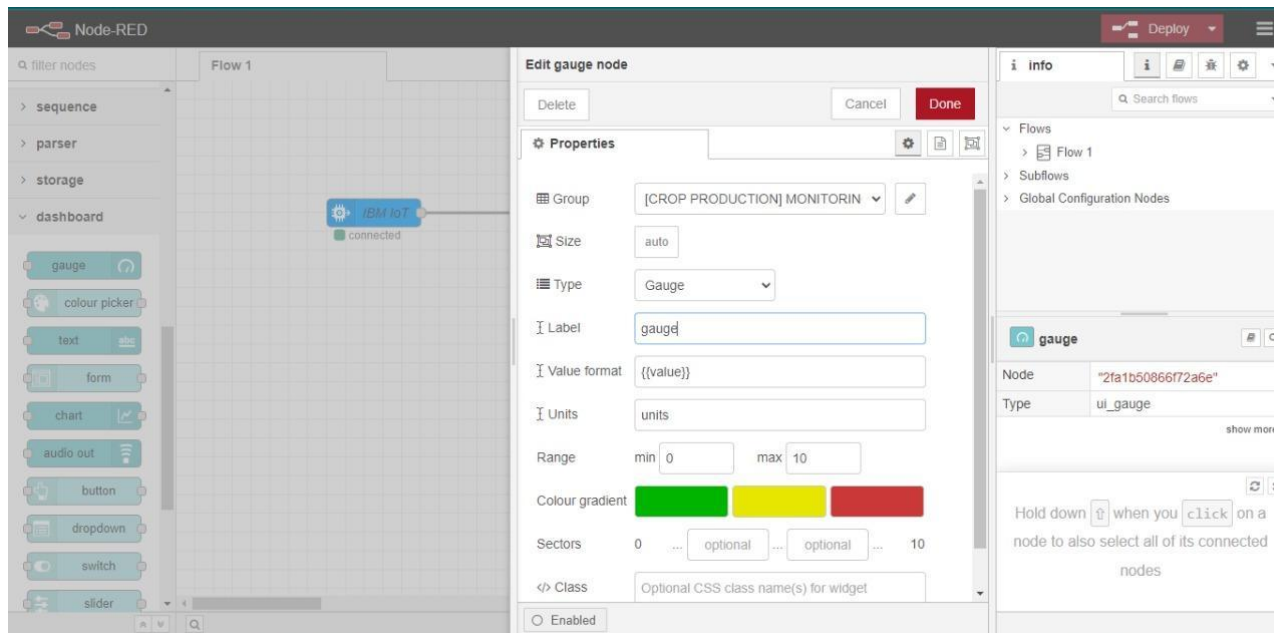 Node-RED
Deploy
filter nodes
sequence
parser
storage
dashboard
gauge
colour picker
text
abc
form
chart
audio out
button
dropdown
switch
slider
Flow 1
IBM IoT
connected
Edit gauge node
Delete
Cancel
Done
Properties
Group
[CROP PRODUCTION] MONITORIN
Size
auto
Type
Gauge
Label
gauge
Value format
{{value}}
Units
units
Range
min 0
max 10
Colour gradient
Sectors
0 ... optional ... optional ... 10
</> Class
Optional CSS class name(s) for widget
Enabled
i info
i
Search flows
Flows
Flow 1
Subflows
Global Configuration Nodes
gauge
Node
"2fa1b50866f72a6e"
Type
ui_gauge
show more
Hold down ⇧ when you click on a
node to also select all of its connected
nodes